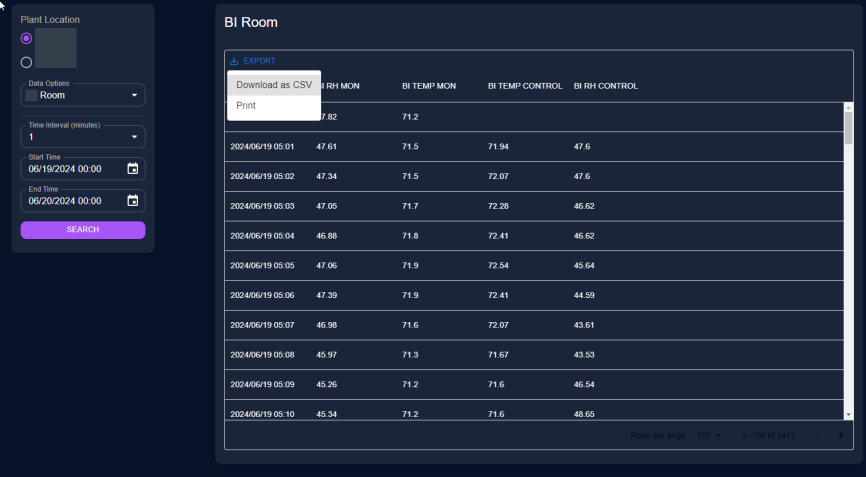 Plant Location
Data Options
Room
Time Interval (minutes)
1
Start Time
06/19/2024 00:00
End Time
06/20/2024 00:00
SEARCH
BI Room
EXPORT
Download as CSV
Print
I RH MON BI TEMP MON BI TEMP CONTROL BI RH CONTROL
7.82 71.2
2024/06/19 05:01 47.61 71.5 71.94 47.6
2024/06/19 05:02 47.34 71.5 72.07 47.6
2024/06/19 05:03 47.05 71.7 72.28 46.62
2024/06/19 05:04 46.88 71.8 72.41 46.62
2024/06/19 05:05 47.06 71.9 72.54 45.64
2024/06/19 05:06 47.39 71.9 72.41 44.59
2024/06/19 05:07 46.98 71.6 72.07 43.61
2024/06/19 05:08 45.97 71.3 71.67 43.53
2024/06/19 05:09 45.26 71.2 71.6 46.54
2024/06/19 05:10 45.34 71.2 71.6 48.65
Rows per page 100 1–100 of 1441